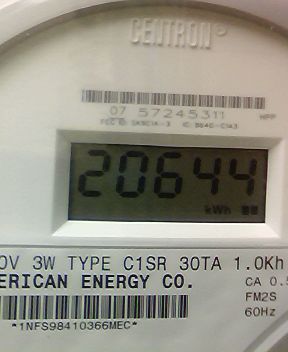 CENTRON®
07 57245311
20644
kWh
0V 3W TYPE C1SR 30TA 1.0Kh
ERICAN ENERGY CO.
CA 0.5
FM2S
60Hz
*1NFS98410366MEC*